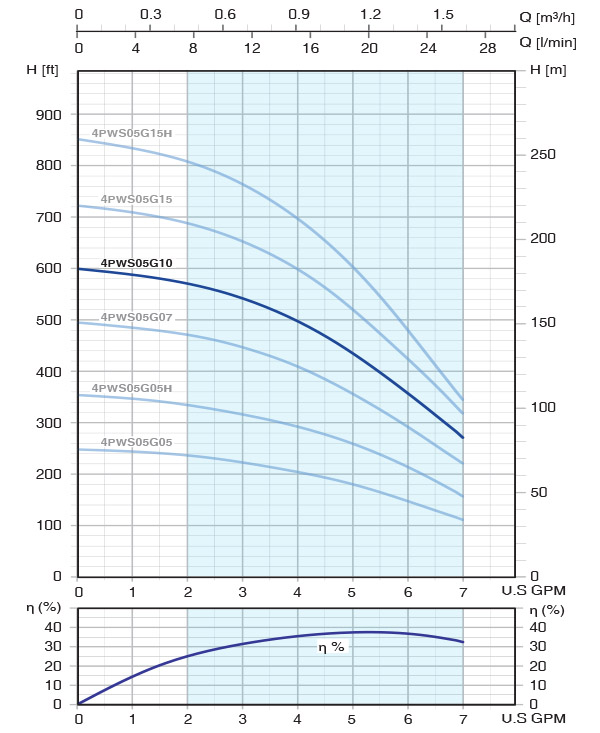 0 0.3 0.6 0.9 1.2 1.5 Q [m³/h]
0 4 8 12 16 20 24 28 Q [l/min]
H [ft] H [m]
900
4PWS05G15H
800
250
4PWS05G15
700
200
4PWS05G10
600
4PWS05G07
500
150
400
4PWS05G05H
100
300
4PWS05G05
200
50
100
0 0
0 1 2 3 4 5 6 7 U.S GPM
η (%) η (%)
40 40
30 η % 30
20 20
10 10
0 0
0 1 2 3 4 5 6 7 U.S GPM